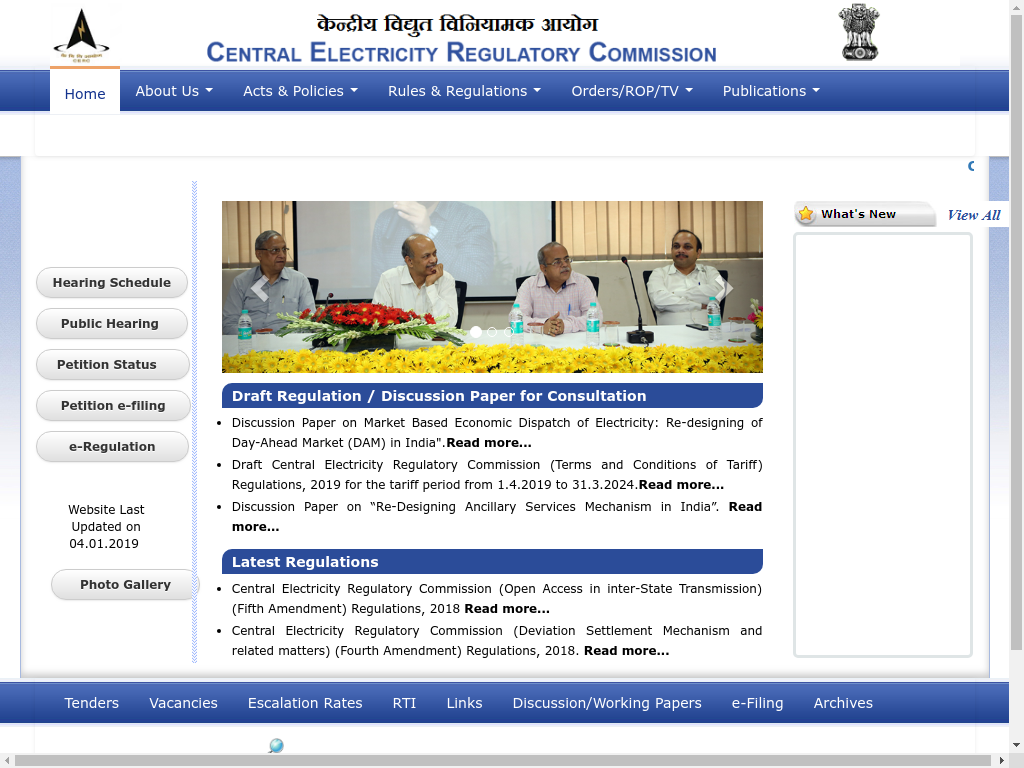 केन्द्रीय विद्युत विनियामक आयोग
CENTRAL ELECTRICITY REGULATORY COMMISSION
Home
About Us
Acts & Policies
Rules & Regulations
Orders/ROP/TV
Publications
What's New
View All
Hearing Schedule
Public Hearing
Petition Status
Petition e-filing
e-Regulation
Website Last
Updated on
04.01.2019
Photo Gallery
Draft Regulation / Discussion Paper for Consultation
Discussion Paper on Market Based Economic Dispatch of Electricity: Re-designing of
Day-Ahead Market (DAM) in India".Read more...
Draft Central Electricity Regulatory Commission (Terms and Conditions of Tariff)
Regulations, 2019 for the tariff period from 1.4.2019 to 31.3.2024.Read more...
Discussion Paper on “Re-Designing Ancillary Services Mechanism in India”. Read
more...
Latest Regulations
Central Electricity Regulatory Commission (Open Access in inter-State Transmission)
(Fifth Amendment) Regulations, 2018 Read more...
Central Electricity Regulatory Commission (Deviation Settlement Mechanism and
related matters) (Fourth Amendment) Regulations, 2018. Read more...
Tenders
Vacancies
Escalation Rates
RTI
Links
Discussion/Working Papers
e-Filing
Archives